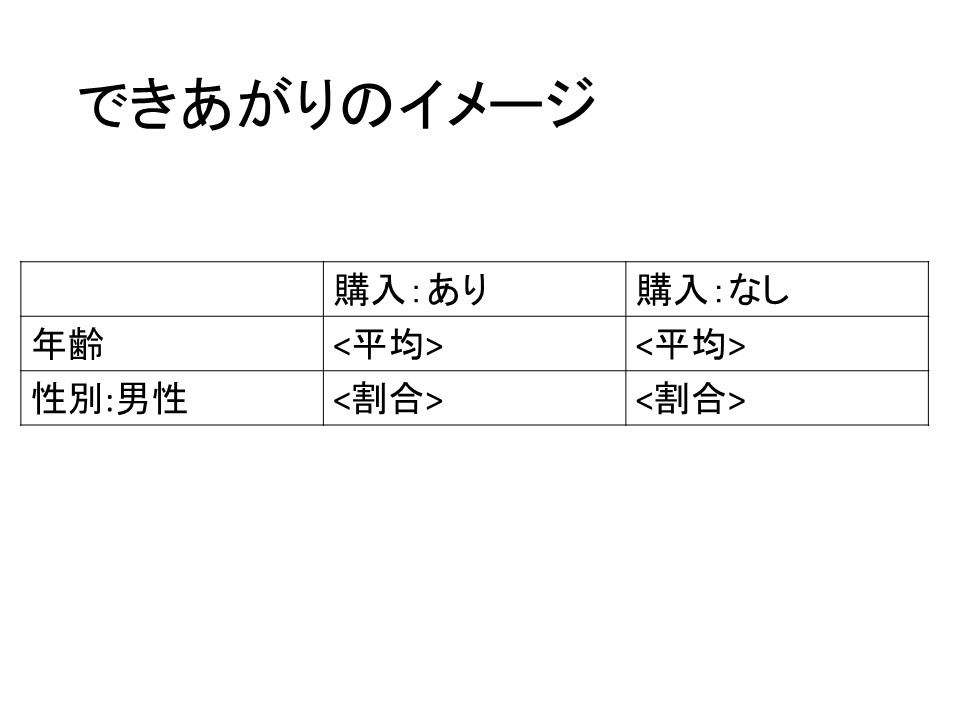 できあがりのイメージ
購入：あり 購入：なし
年齢 <平均> <平均>
性別:男性 <割合> <割合>